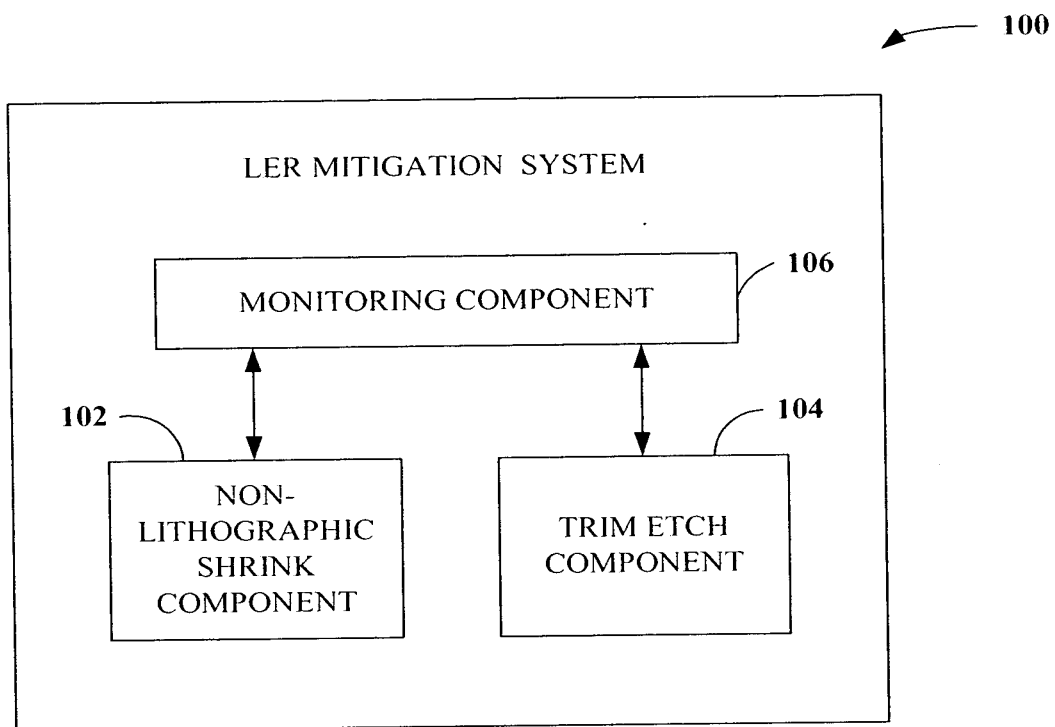 100
LER MITIGATION SYSTEM
106
MONITORING COMPONENT
102
104
NON-
LITHOGRAPHIC
SHRINK
COMPONENT
TRIM ETCH
COMPONENT